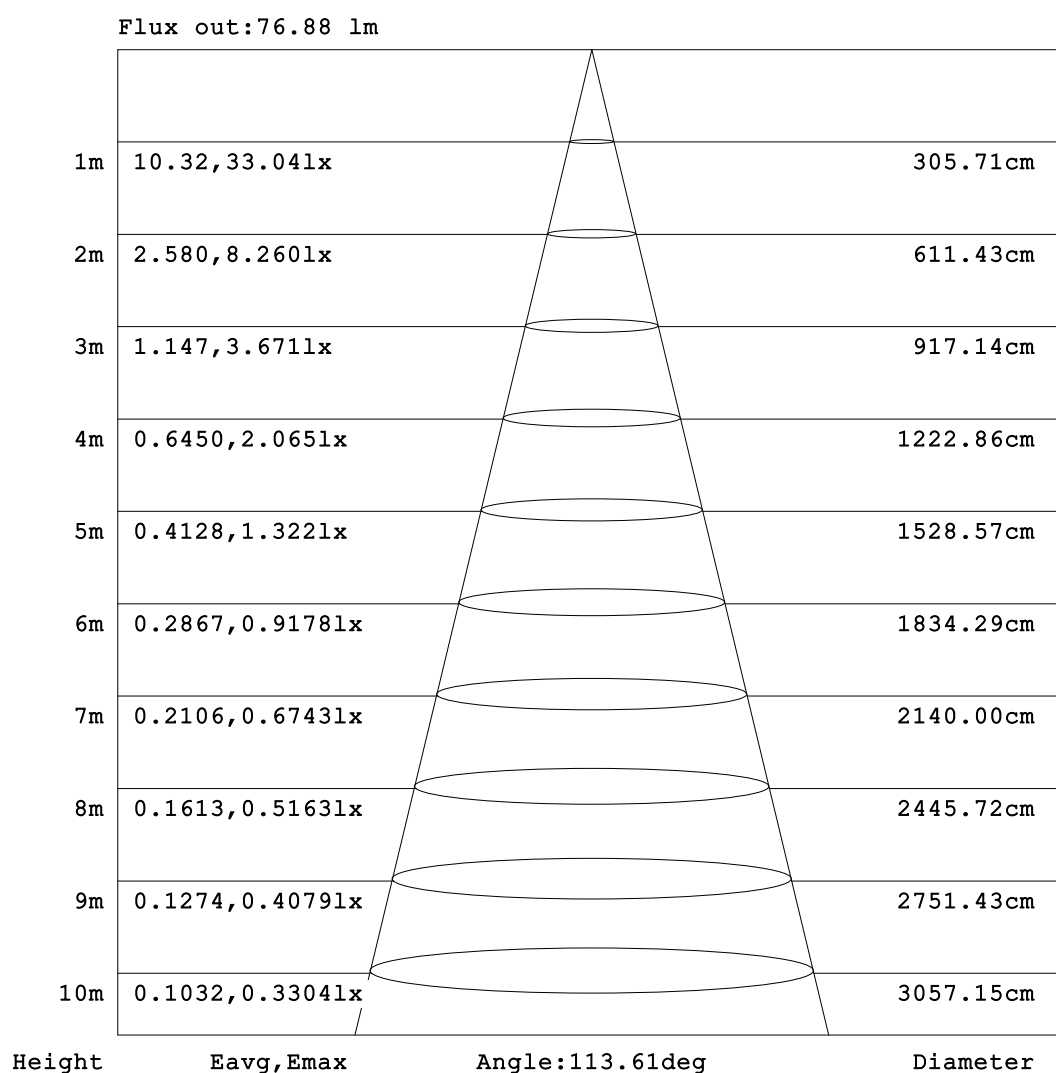 Flux out:76.88 lm
1m 10.32,33.04lx 305.71cm
2m 2.580,8.260lx 611.43cm
3m 1.147,3.671lx 917.14cm
4m 0.6450,2.065lx 1222.86cm
5m 0.4128,1.322lx 1528.57cm
6m 0.2867,0.9178lx 1834.29cm
7m 0.2106,0.6743lx 2140.00cm
8m 0.1613,0.5163lx 2445.72cm
9m 0.1274,0.4079lx 2751.43cm
10m 0.1032,0.3304lx 3057.15cm
Height Eavg,Emax Angle:113.61deg Diameter